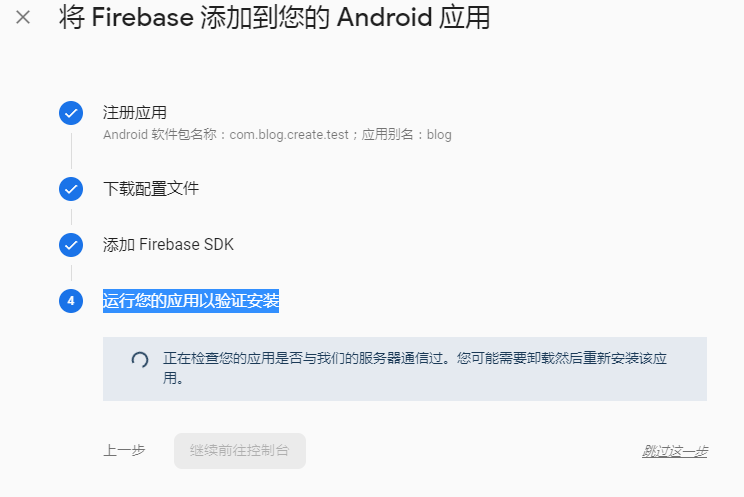 将 Firebase 添加到您的 Android 应用
注册应用
Android 软件包名称：com.blog.create.test；应用别名：blog
下载配置文件
添加 Firebase SDK
4 运行您的应用以验证安装
正在检查您的应用是否与我们的服务器通信过。您可能需要卸载然后重新安装该应
用。
上一步 继续前往控制台 跳过这一步